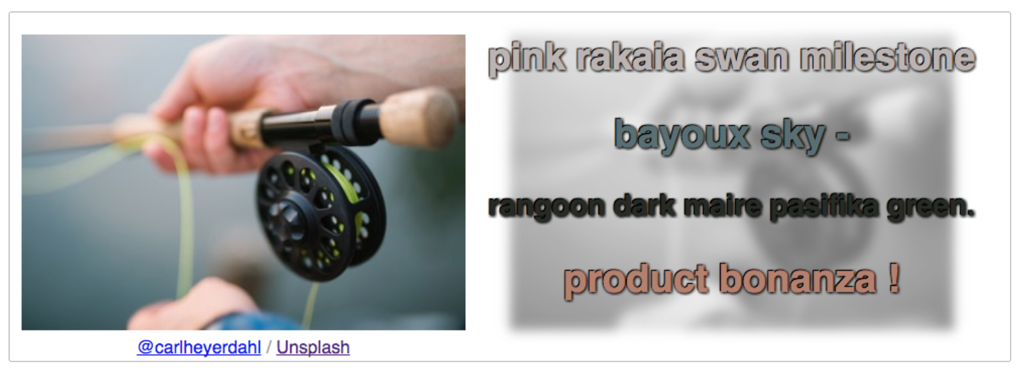 pink rakaia swan milestone
bayoux sky -
rangoon dark maire pasifika green.
product bonanza !
@carlheyerdahl / Unsplash